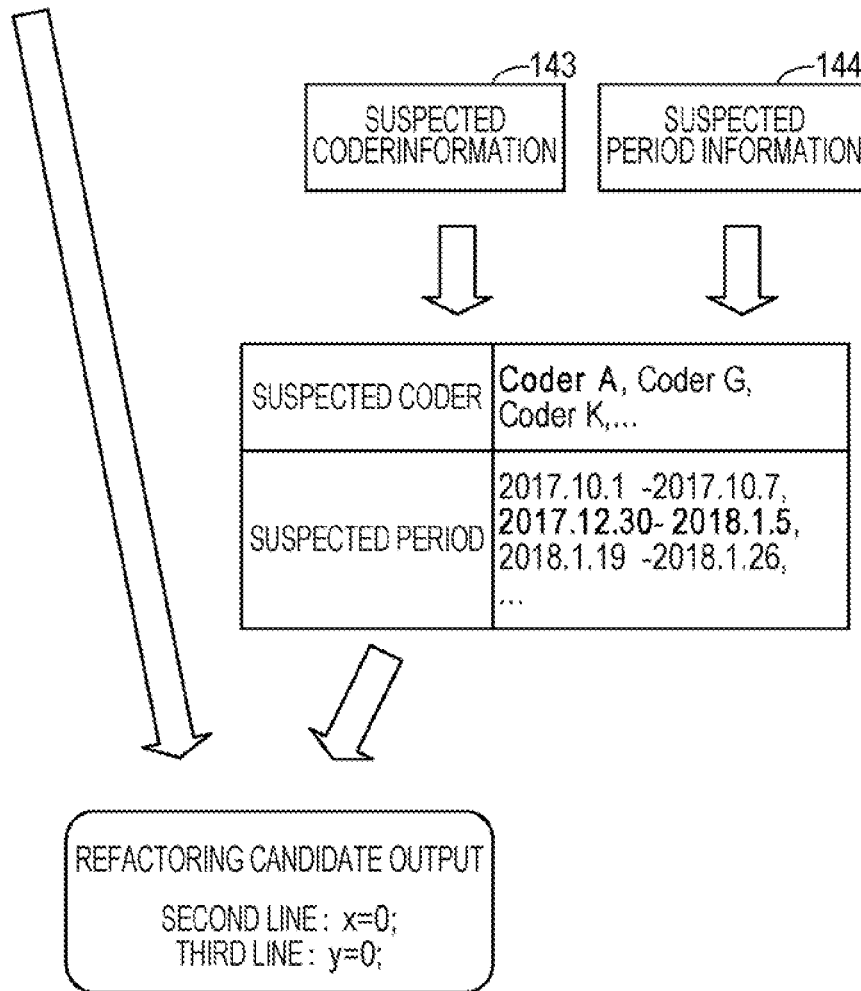 143
144
SUSPECTED
CODERINFORMATION
SUSPECTED
PERIOD INFORMATION
SUSPECTED CODER
Coder A, Coder G,
Coder K,...
SUSPECTED PERIOD
2017.10.1 -2017.10.7,
2017.12.30- 2018.1.5,
2018.1.19 -2018.1.26,
...
REFACTORING CANDIDATE OUTPUT
SECOND LINE: x=0;
THIRD LINE: y=0;